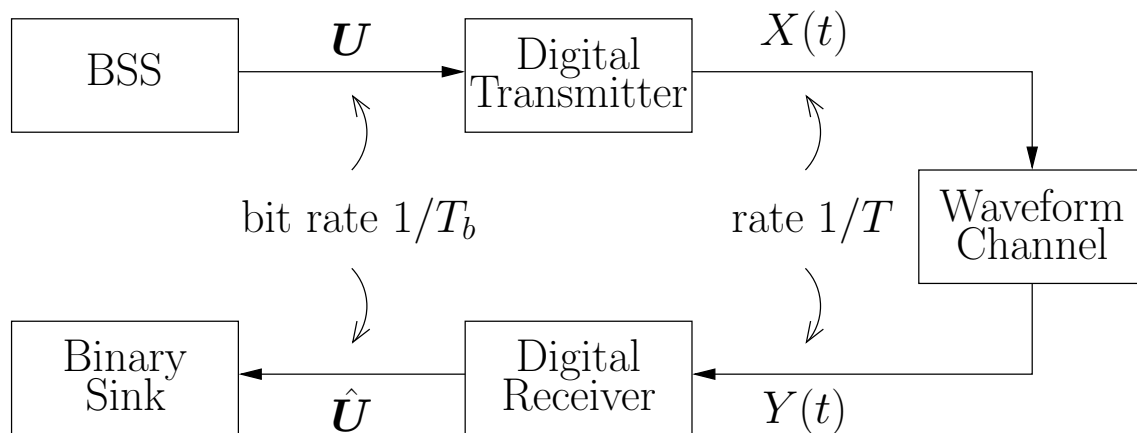 BSS
U
Digital
Transmitter
X(t)
bit rate 1/T_b
rate 1/T
Waveform
Channel
Binary
Sink
Û
Digital
Receiver
Y(t)